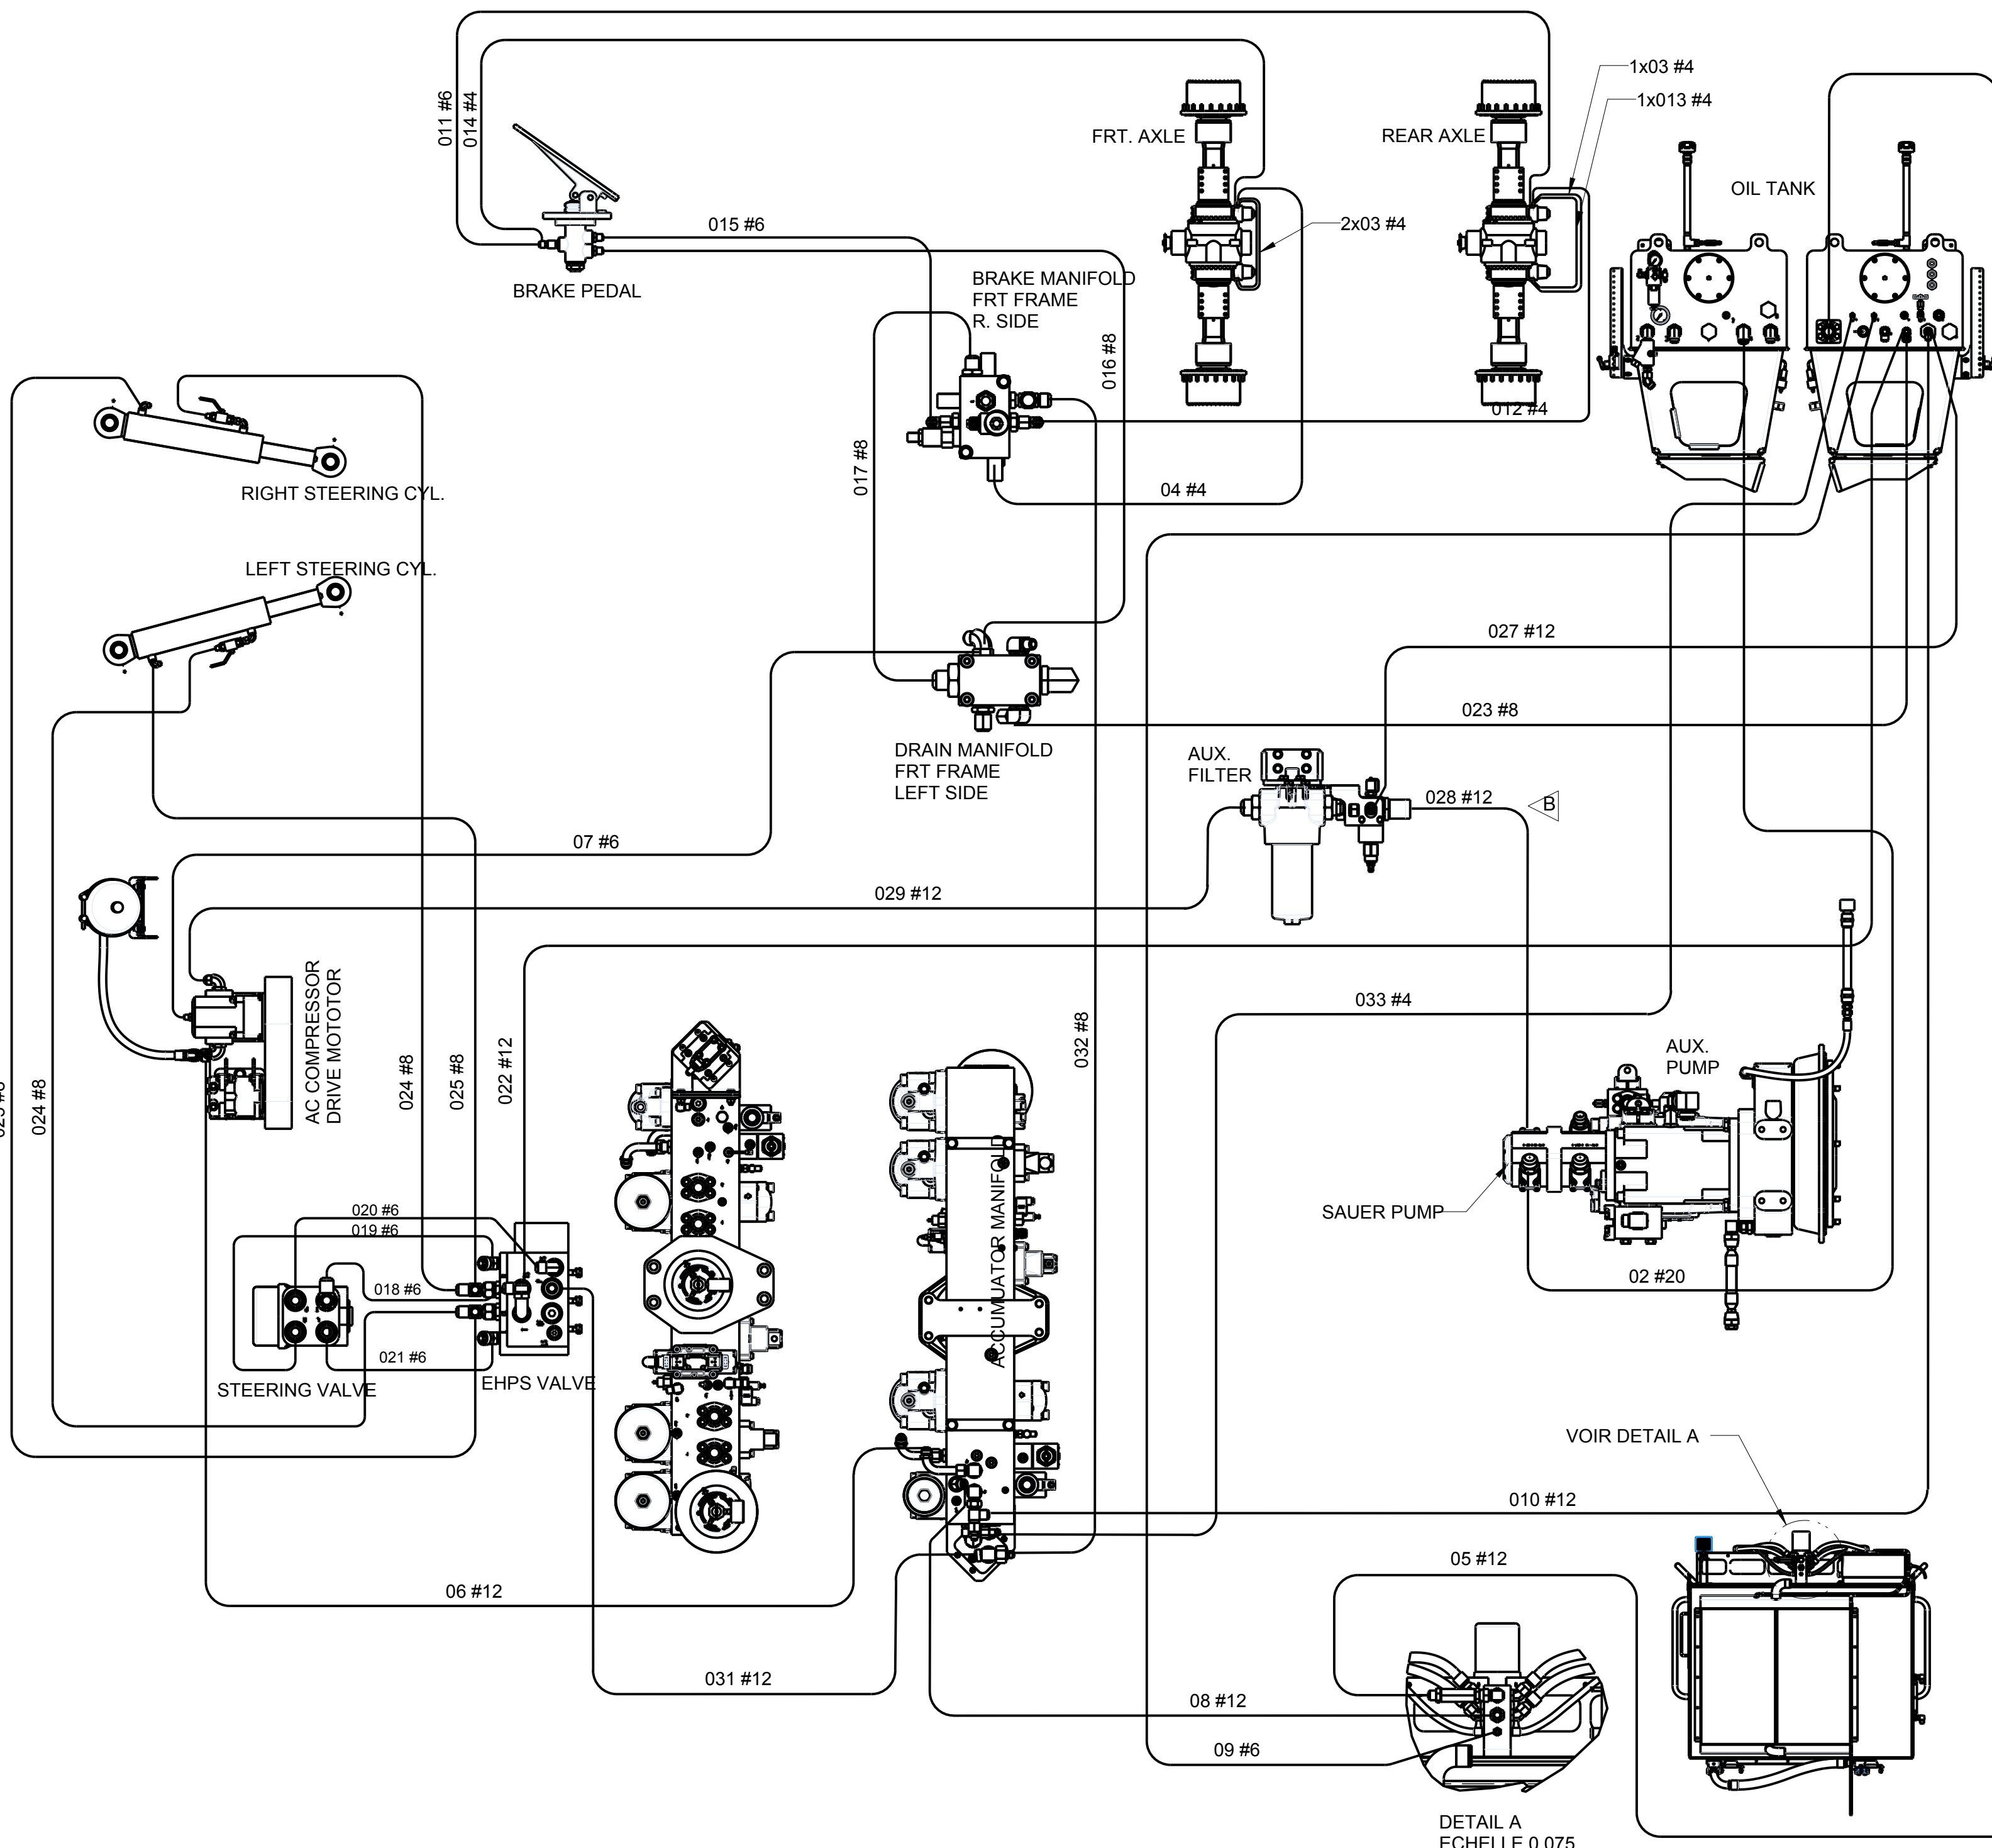 1x03 #4
1x013 #4
011 #6
014 #4
FRT. AXLE
REAR AXLE
OIL TANK
015 #6
2x03 #4
BRAKE PEDAL
BRAKE MANIFOLD
FRT FRAME
R. SIDE
016 #8
012 #4
017 #8
04 #4
RIGHT STEERING CYL.
LEFT STEERING CYL.
027 #12
023 #8
DRAIN MANIFOLD
FRT FRAME
LEFT SIDE
AUX.
FILTER
028 #12
B
07 #6
029 #12
AC COMPRESSOR
DRIVE MOTOTOR
033 #4
032 #8
AUX.
PUMP
024 #8
024 #8
025 #8
022 #12
ACCUMUATOR MANIFOL
020 #6
019 #6
018 #6
021 #6
SAUER PUMP
02 #20
STEERING VALVE
EHPS VALVE
VOIR DETAIL A
010 #12
05 #12
06 #12
031 #12
08 #12
09 #6
DETAIL A
ECHELLE 0,075